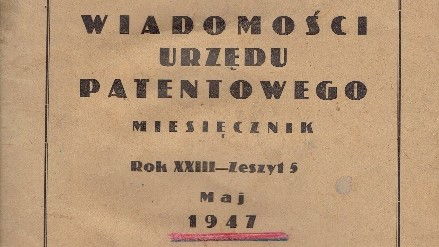 WIADOMOŚCI
URZĘDU
PATENTOWEGO
MIESIĘCZNIK
Rok XXIII—Zeszyt 5
Maj
1947